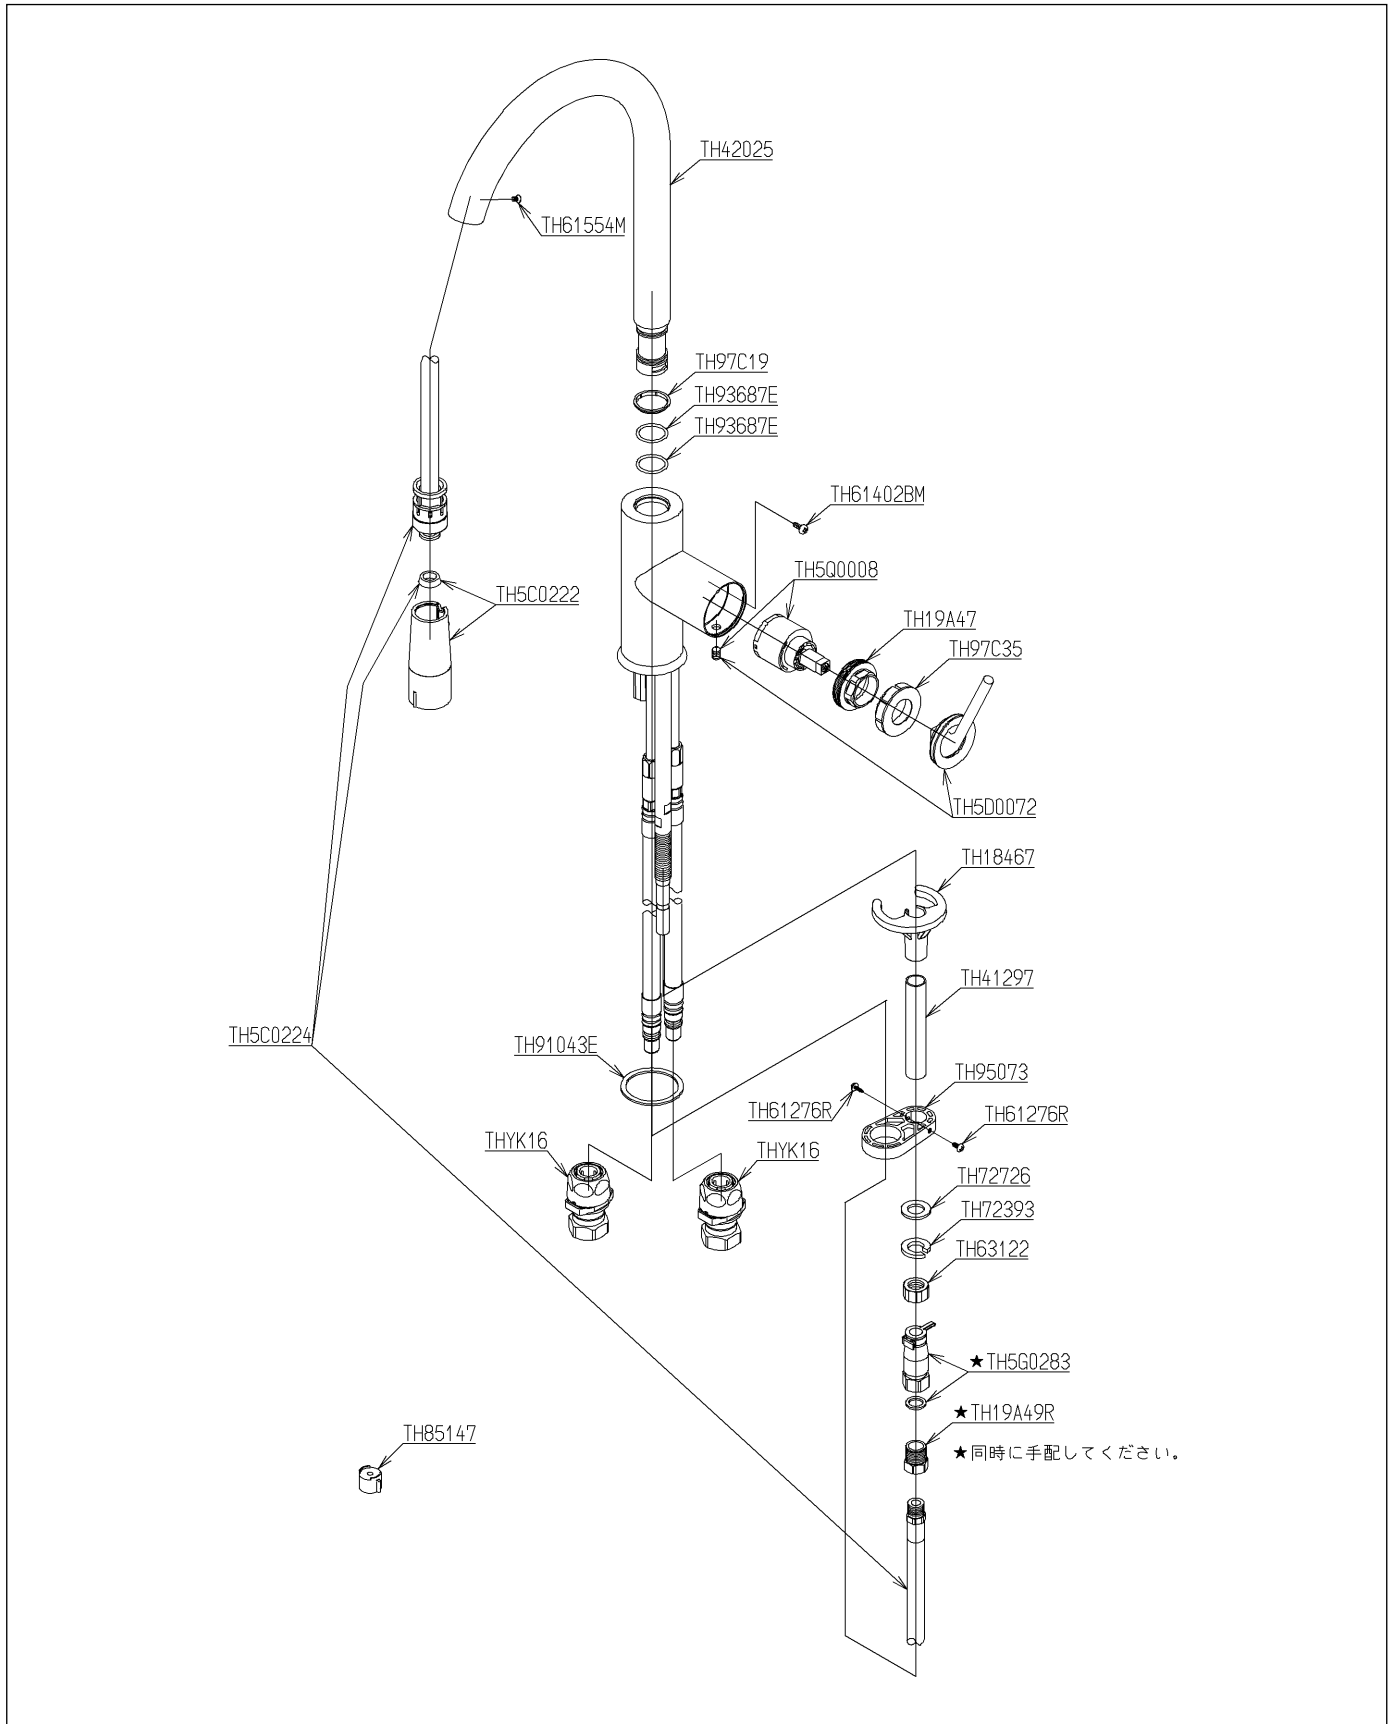 TH42025
TH61554M
TH97C19
TH93687E
TH93687E
TH61402BM
TH5Q0008
TH5C0222
TH19A47
TH97C35
TH5D0072
TH18467
TH41297
TH5C0224
TH91043E
TH95073
TH61276R
TH61276R
THYK16
THYK16
TH72726
TH72393
TH63122
★TH5G0283
★TH19A49R
TH85147
★同時に手配してください。